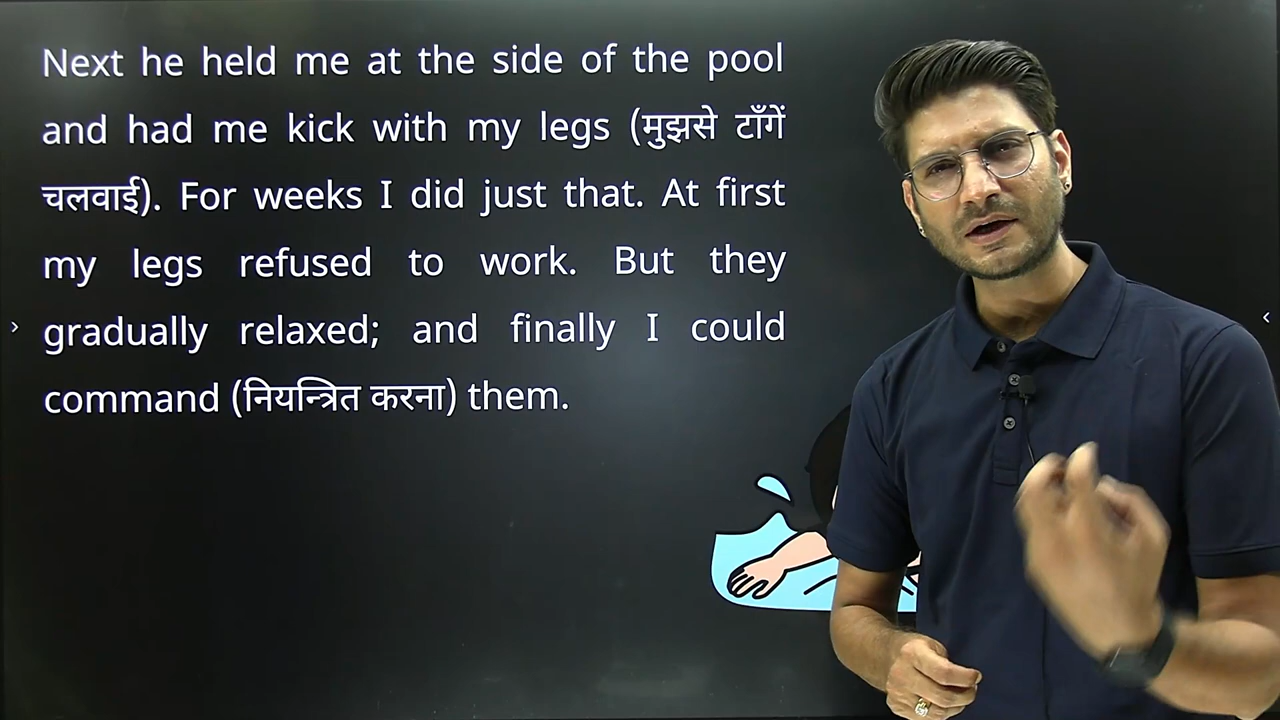 Next he held me at the side of the pool
and had me kick with my legs (मुझसे टाँगें
चलवाई). For weeks I did just that. At first
my legs refused to work. But they
gradually relaxed; and finally I could
command (नियन्त्रित करना) them.